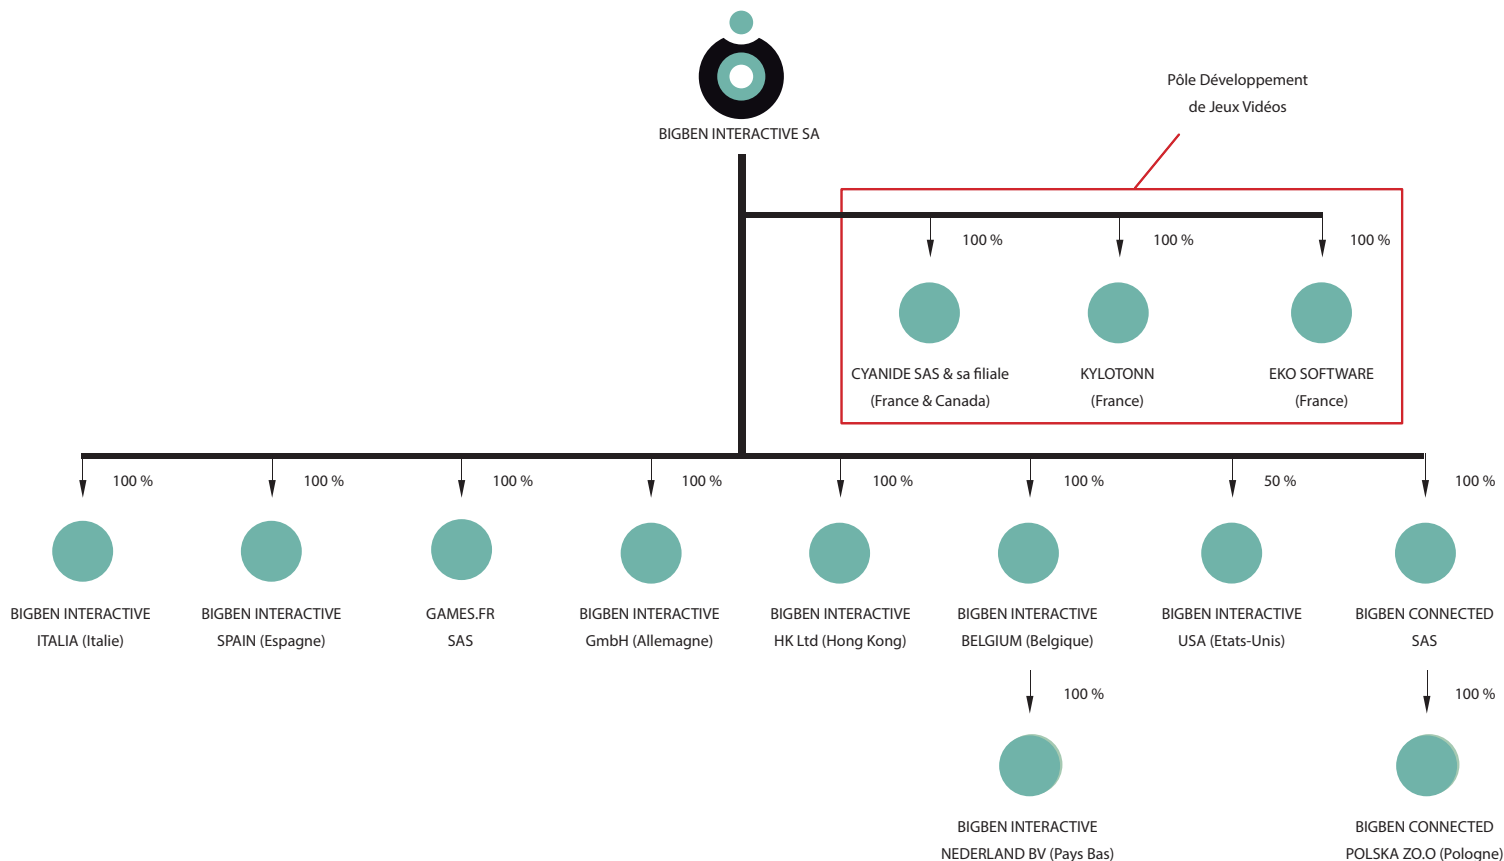 Pôle Développement
de Jeux Vidéos
BIGBEN INTERACTIVE SA
100 %
100 %
100 %
CYANIDE SAS & sa filiale
(France & Canada)
KYLOTONN
(France)
EKO SOFTWARE
(France)
100 %
100 %
100 %
100 %
100 %
100 %
50 %
100 %
BIGBEN INTERACTIVE
ITALIA (Italie)
BIGBEN INTERACTIVE
SPAIN (Espagne)
GAMES.FR
SAS
BIGBEN INTERACTIVE
GmbH (Allemagne)
BIGBEN INTERACTIVE
HK Ltd (Hong Kong)
BIGBEN INTERACTIVE
BELGIUM (Belgique)
BIGBEN INTERACTIVE
USA (Etats-Unis)
BIGBEN CONNECTED
SAS
100 %
100 %
BIGBEN INTERACTIVE
NEDERLAND BV (Pays Bas)
BIGBEN CONNECTED
POLSKA ZO.O (Pologne)